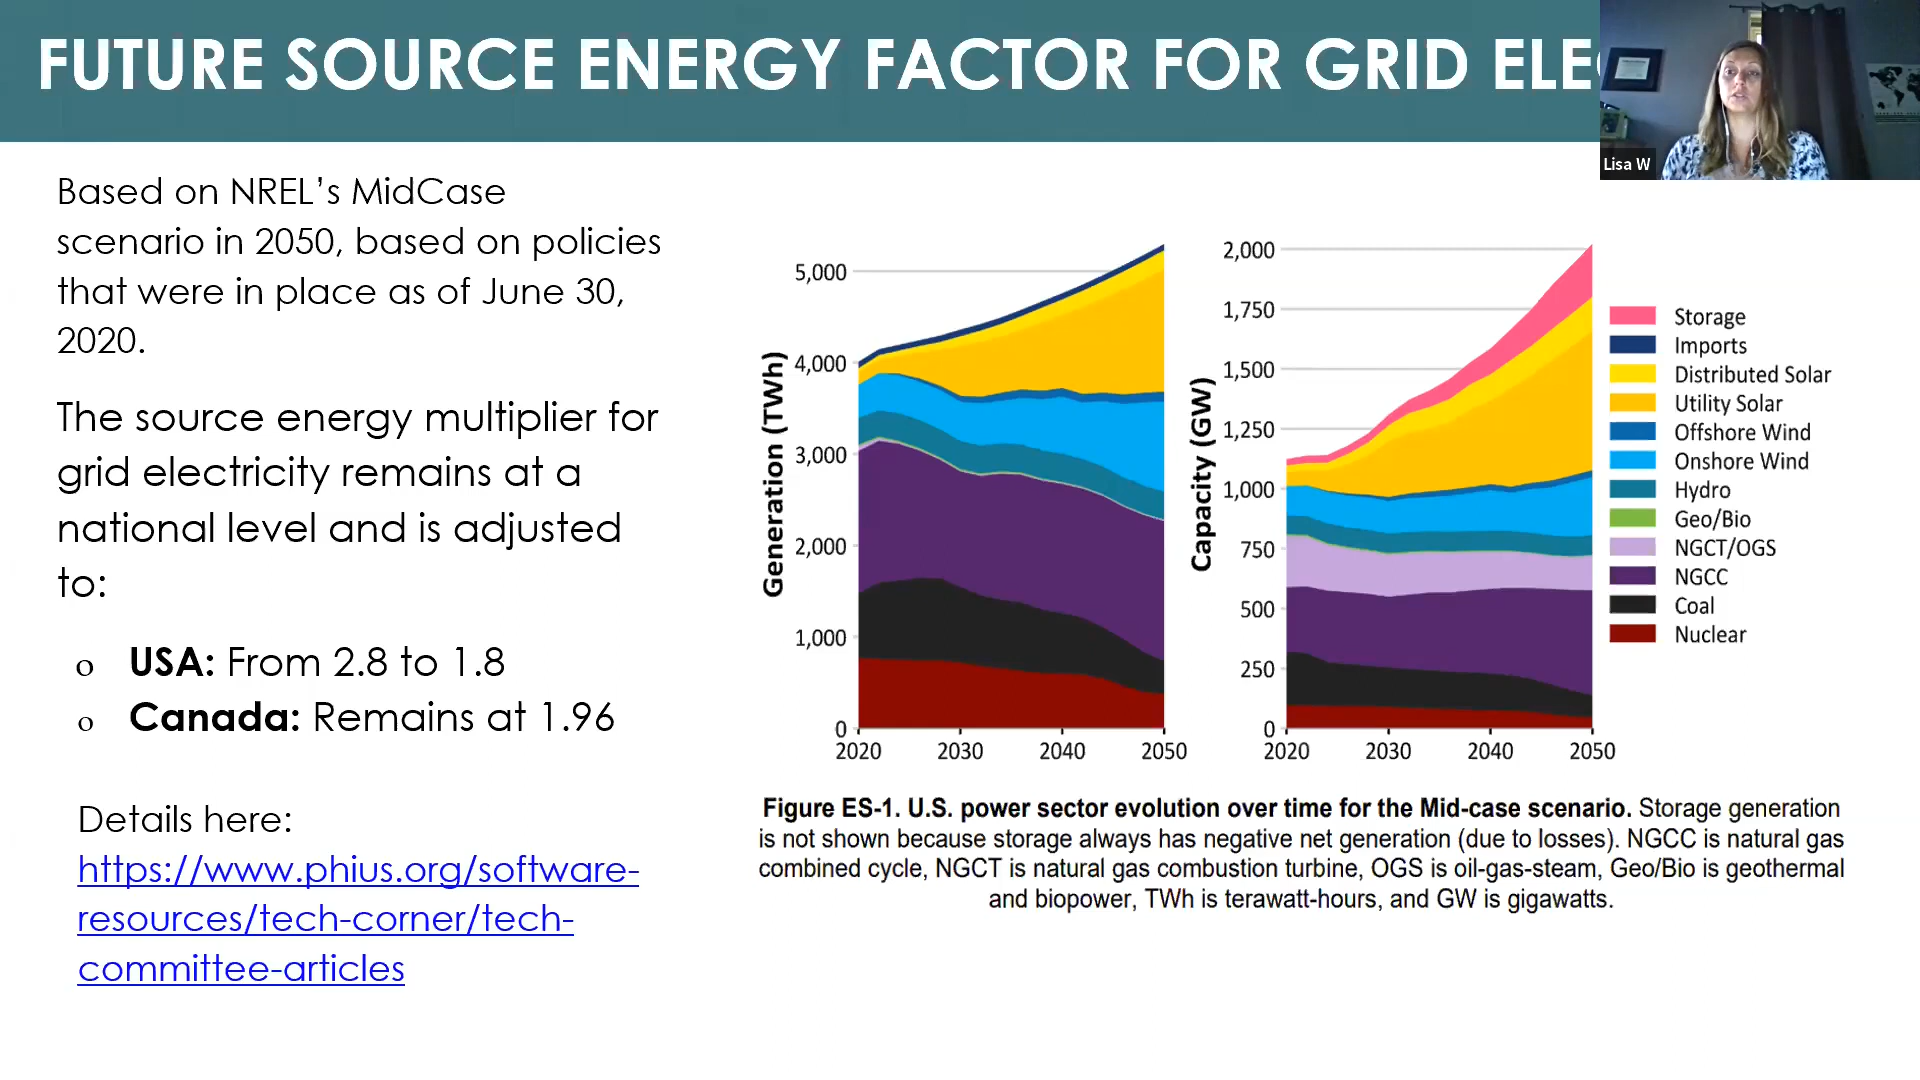 FUTURE SOURCE ENERGY FACTOR FOR GRID
Lisa W
Based on NREL’s MidCase
scenario in 2050, based on policies
that were in place as of June 30,
2020.
The source energy multiplier for
grid electricity remains at a
national level and is adjusted
to:
o USA: From 2.8 to 1.8
o Canada: Remains at 1.96
Details here:
https://www.phius.org/software-
resources/tech-corner/tech-
committee-articles
Generation (TWh)
5,000
4,000
3,000
2,000
1,000
0
2020 2030 2040 2050
Capacity (GW)
2,000
1,750
1,500
1,250
1,000
750
500
250
0
2020 2030 2040 2050
Storage
Imports
Distributed Solar
Utility Solar
Offshore Wind
Onshore Wind
Hydro
Geo/Bio
NGCT/OGS
NGCC
Coal
Nuclear
Figure ES-1. U.S. power sector evolution over time for the Mid-case scenario. Storage generation
is not shown because storage always has negative net generation (due to losses). NGCC is natural gas
combined cycle, NGCT is natural gas combustion turbine, OGS is oil-gas-steam, Geo/Bio is geothermal
and biopower, TWh is terawatt-hours, and GW is gigawatts.